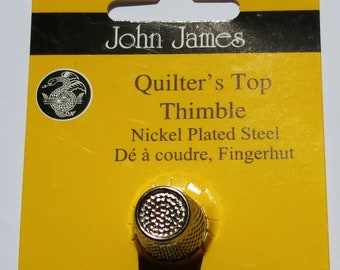 John James
Quilter's Top
Thimble
Nickel Plated Steel
Dé à coudre, Fingerhut